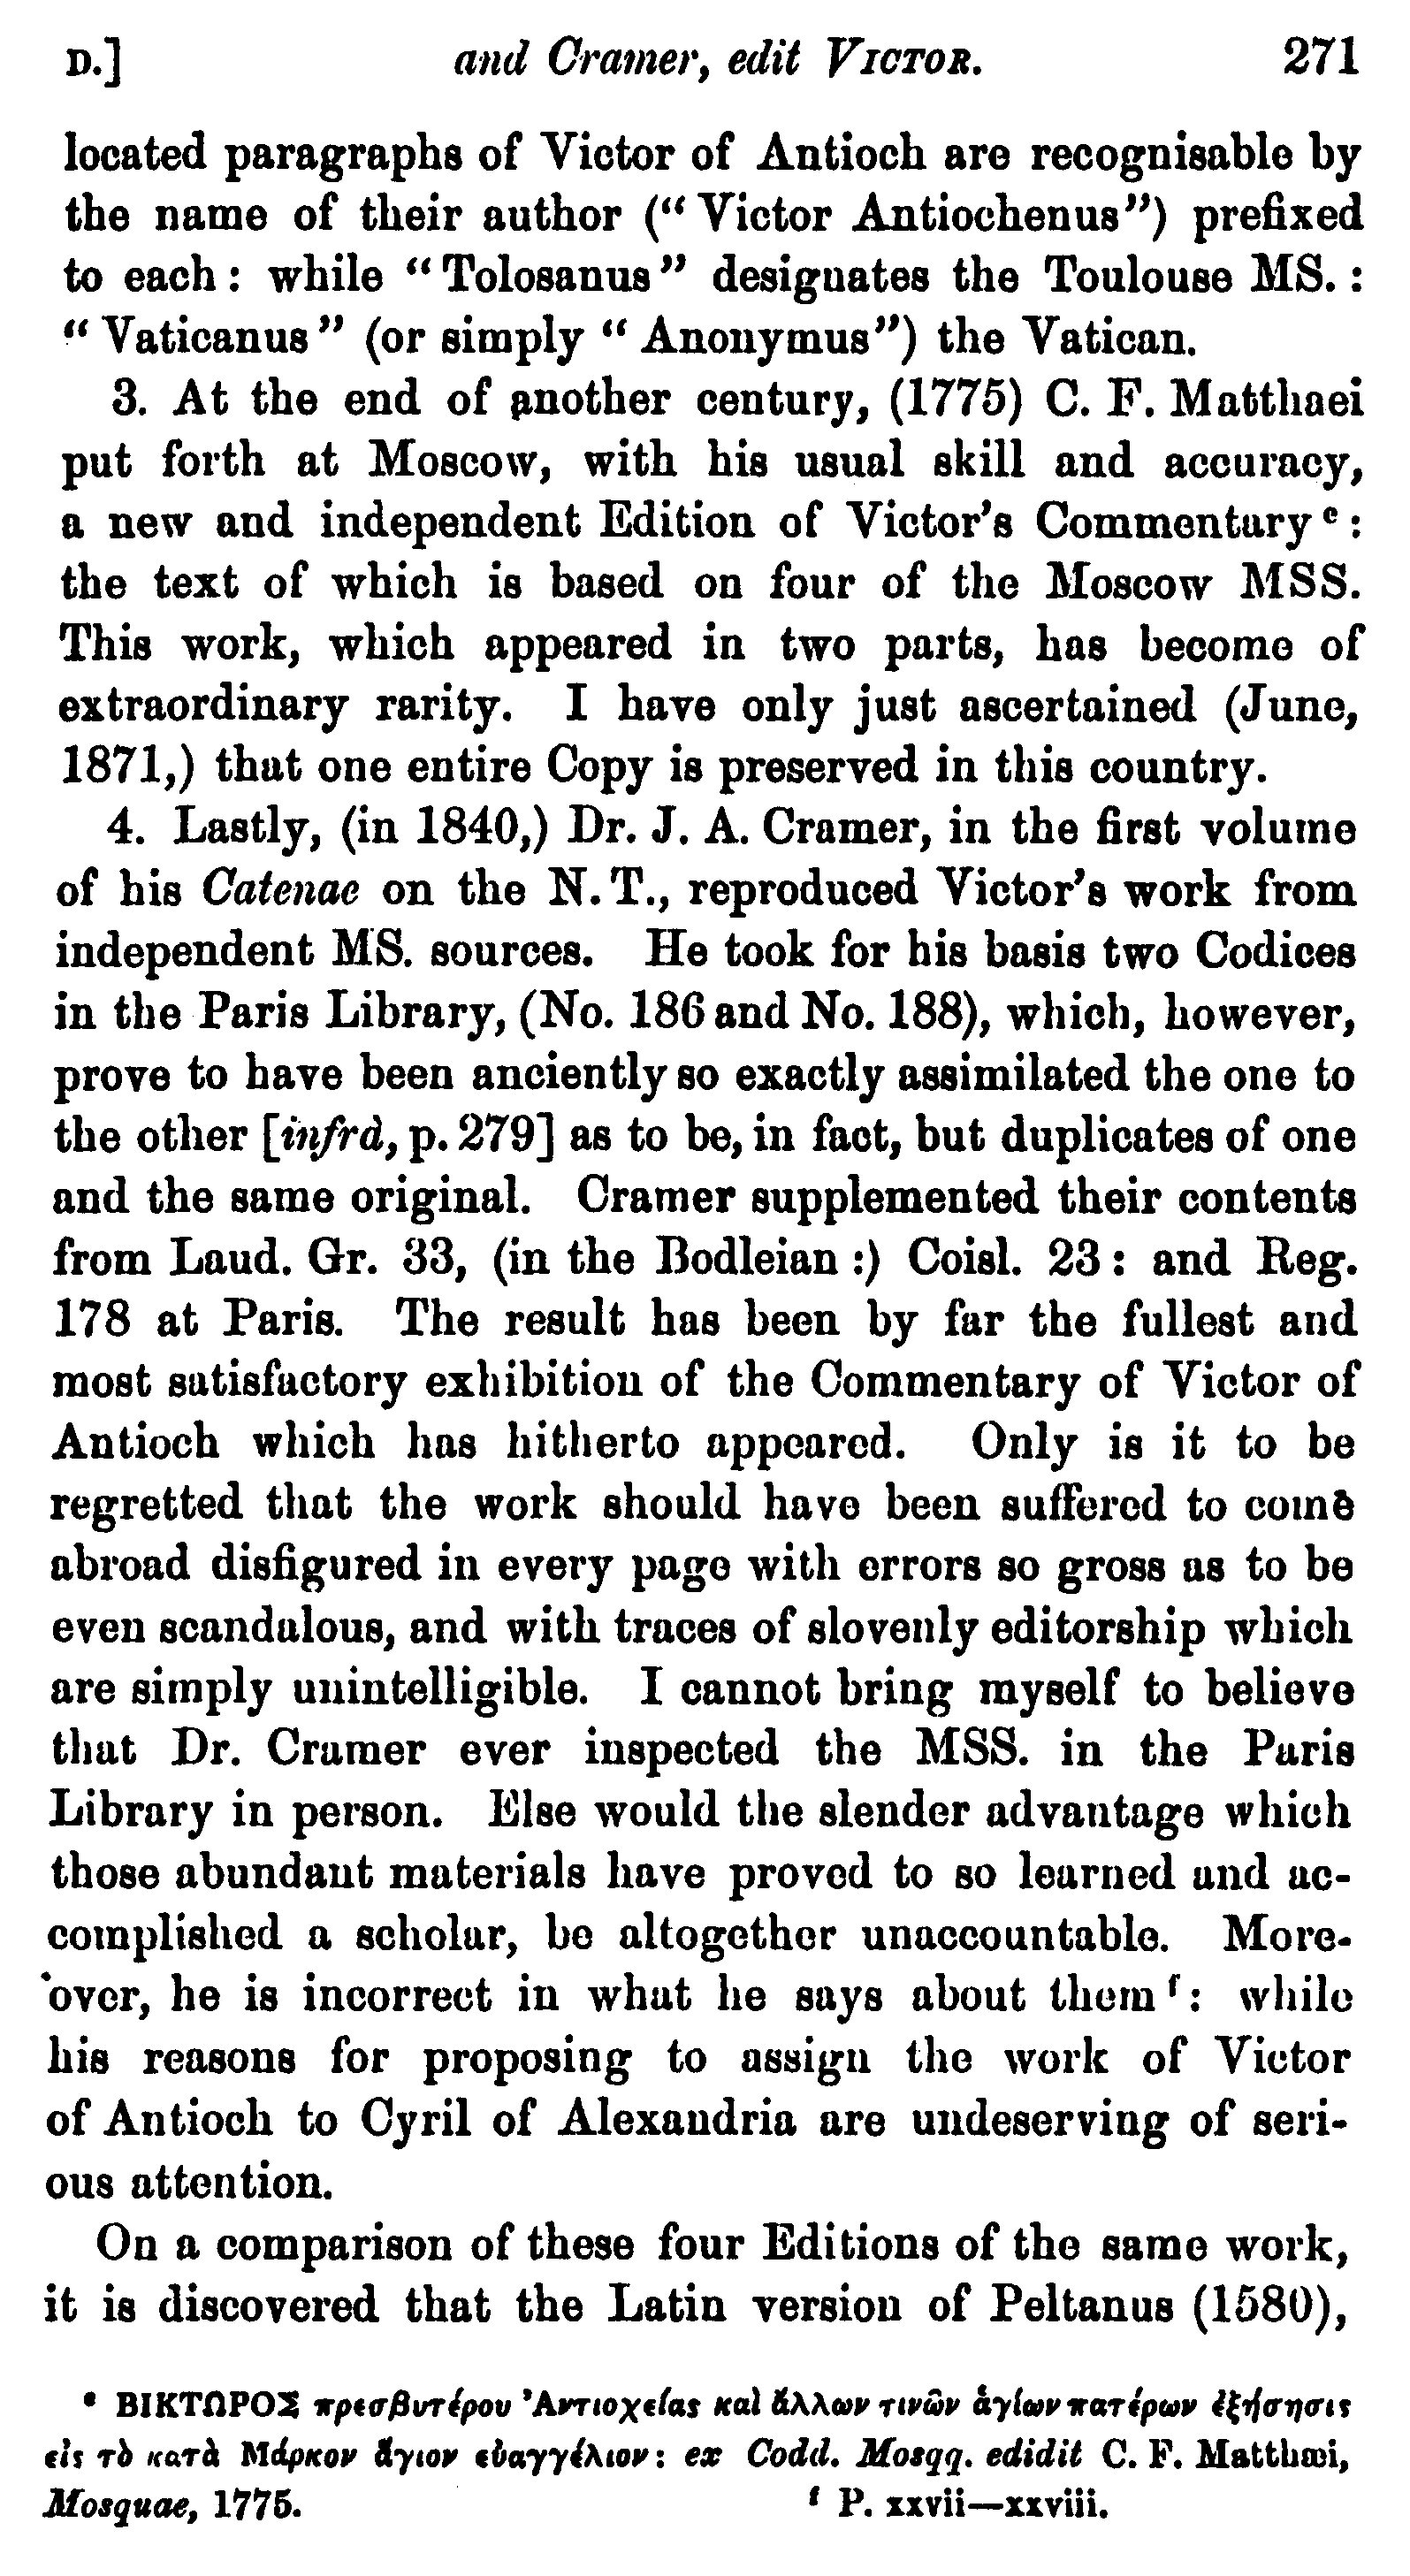 D.] and Cramer, edit VICTOR. 271
located paragraphs of Victor of Antioch are recognisable by
the name of their author (“Victor Antiochenus”) prefixed
to each: while “Tolosanus” designates the Toulouse MS.:
“Vaticanus” (or simply “Anonymus”) the Vatican.
3. At the end of another century, (1775) C. F. Matthaei
put forth at Moscow, with his usual skill and accuracy,
a new and independent Edition of Victor’s Commentary e:
the text of which is based on four of the Moscow MSS.
This work, which appeared in two parts, has become of
extraordinary rarity. I have only just ascertained (June,
1871,) that one entire Copy is preserved in this country.
4. Lastly, (in 1840,) Dr. J. A. Cramer, in the first volume
of his Catenae on the N. T., reproduced Victor’s work from
independent MS. sources. He took for his basis two Codices
in the Paris Library, (No. 186 and No. 188), which, however,
prove to have been anciently so exactly assimilated the one to
the other [infrà, p. 279] as to be, in fact, but duplicates of one
and the same original. Cramer supplemented their contents
from Laud. Gr. 33, (in the Bodleian:) Coisl. 23: and Reg.
178 at Paris. The result has been by far the fullest and
most satisfactory exhibition of the Commentary of Victor of
Antioch which has hitherto appeared. Only is it to be
regretted that the work should have been suffered to come
abroad disfigured in every page with errors so gross as to be
even scandalous, and with traces of slovenly editorship which
are simply unintelligible. I cannot bring myself to believe
that Dr. Cramer ever inspected the MSS. in the Paris
Library in person. Else would the slender advantage which
those abundant materials have proved to so learned and ac-
complished a scholar, be altogether unaccountable. More-
over, he is incorrect in what he says about them f: while
his reasons for proposing to assign the work of Victor
of Antioch to Cyril of Alexandria are undeserving of seri-
ous attention.
On a comparison of these four Editions of the same work,
it is discovered that the Latin version of Peltanus (1580),
e ΒΙΚΤΩΡΟΣ πρεσβυτέρου Ἀντιοχείας καὶ ἄλλων τινῶν ἁγίων πατέρων ἐξήσησις
εἰς τὸ κατὰ Μάρκον ἅγιον εὐαγγέλιον: ex Codd. Mosqq. edidit C. F. Matthæi,
Mosquae, 1775. f P. xxvii—xxviii.